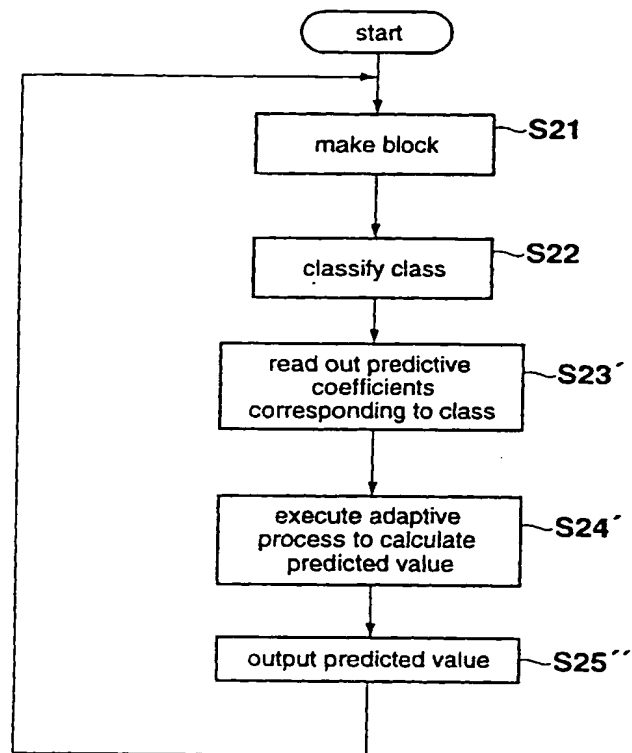 start
make block
S21
classify class
S22
read out predictive
coefficients
corresponding to class
S23´
execute adaptive
process to calculate
predicted value
S24´
output predicted value
S25´´